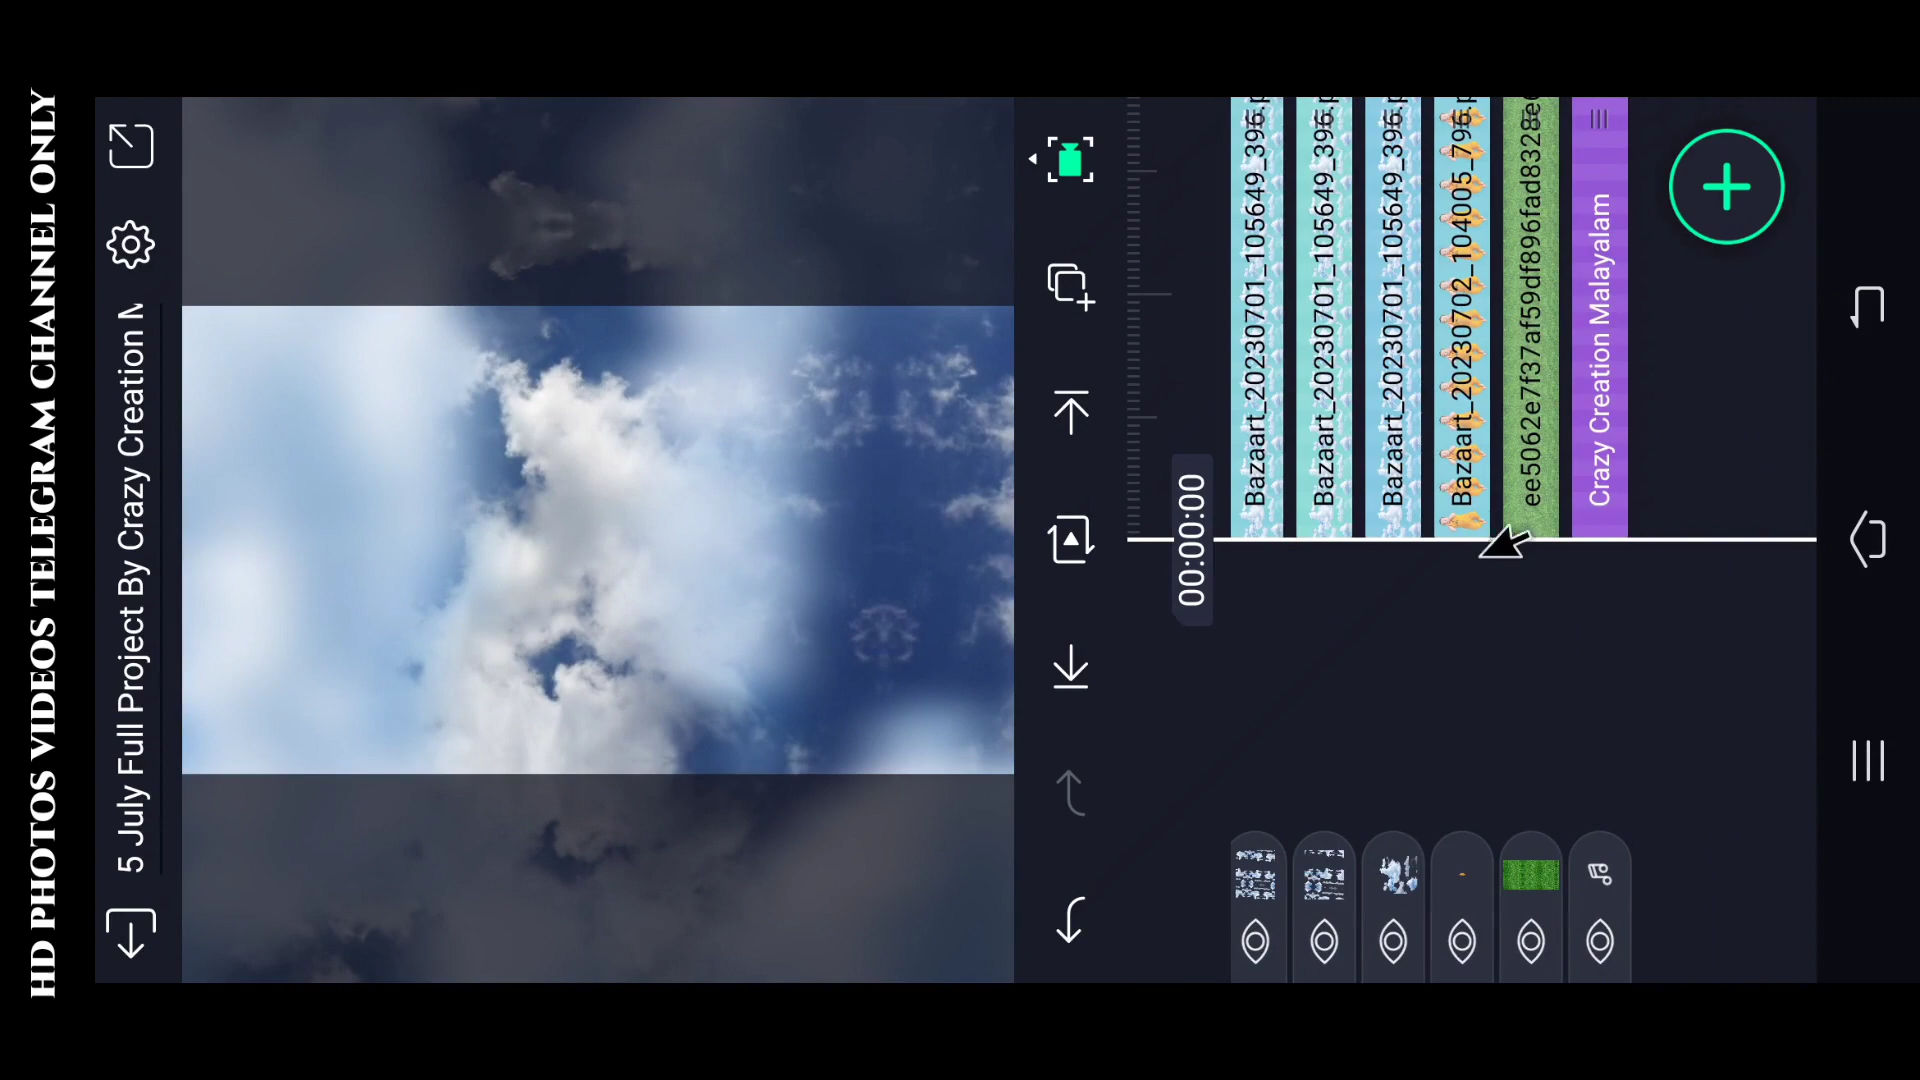 HD PHOTOS VIDEOS TELEGRAM CHANNEL ONLY
5 July Full Project By Crazy Creation M
00:00:00
Bazaart_20230701_105649_396.p
Bazaart_20230701_105649_396.p
Bazaart_20230701_105649_396.p
Bazaart_20230702_104005_796.p
ee5062e7f37af59df896fad8328ee
Crazy Creation Malayalam